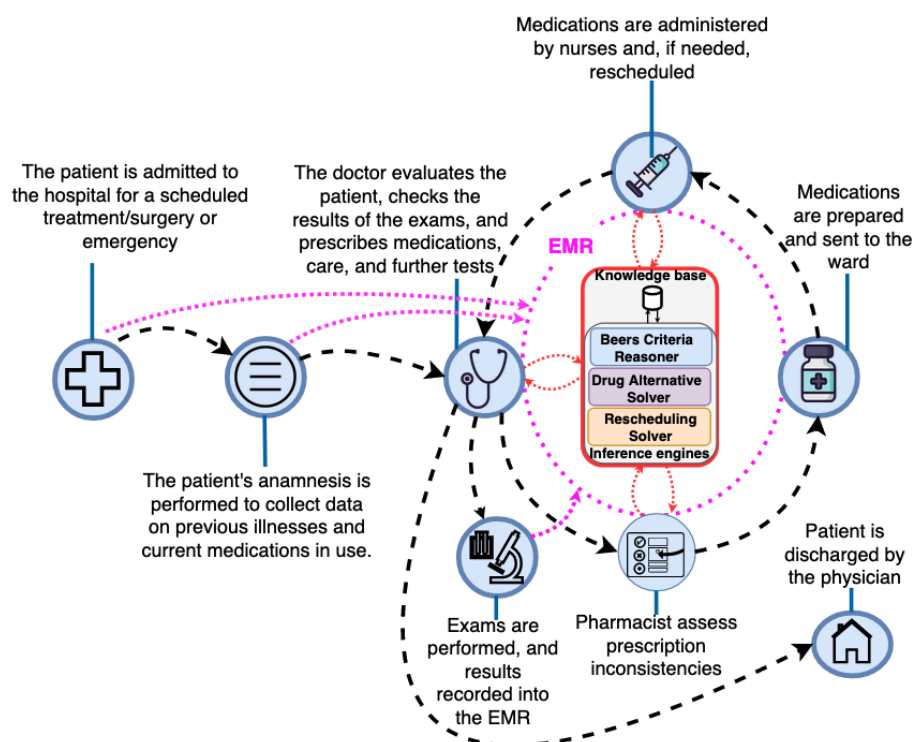 Medications are administered
by nurses and, if needed,
rescheduled
The patient is admitted to
the hospital for a scheduled
treatment/surgery or
emergency
The doctor evaluates the
patient, checks the
results of the exams, and
prescribes medications,
care, and further tests
Medications
are prepared
and sent to the
ward
EMR
Knowledge base
Beers Criteria
Reasoner
Drug Alternative
Solver
Rescheduling
Solver
Inference engines
The patient's anamnesis is
performed to collect data
on previous illnesses and
current medications in use.
Exams are
performed, and
results
recorded into
the EMR
Pharmacist assess
prescription
inconsistencies
Patient is
discharged by
the physician